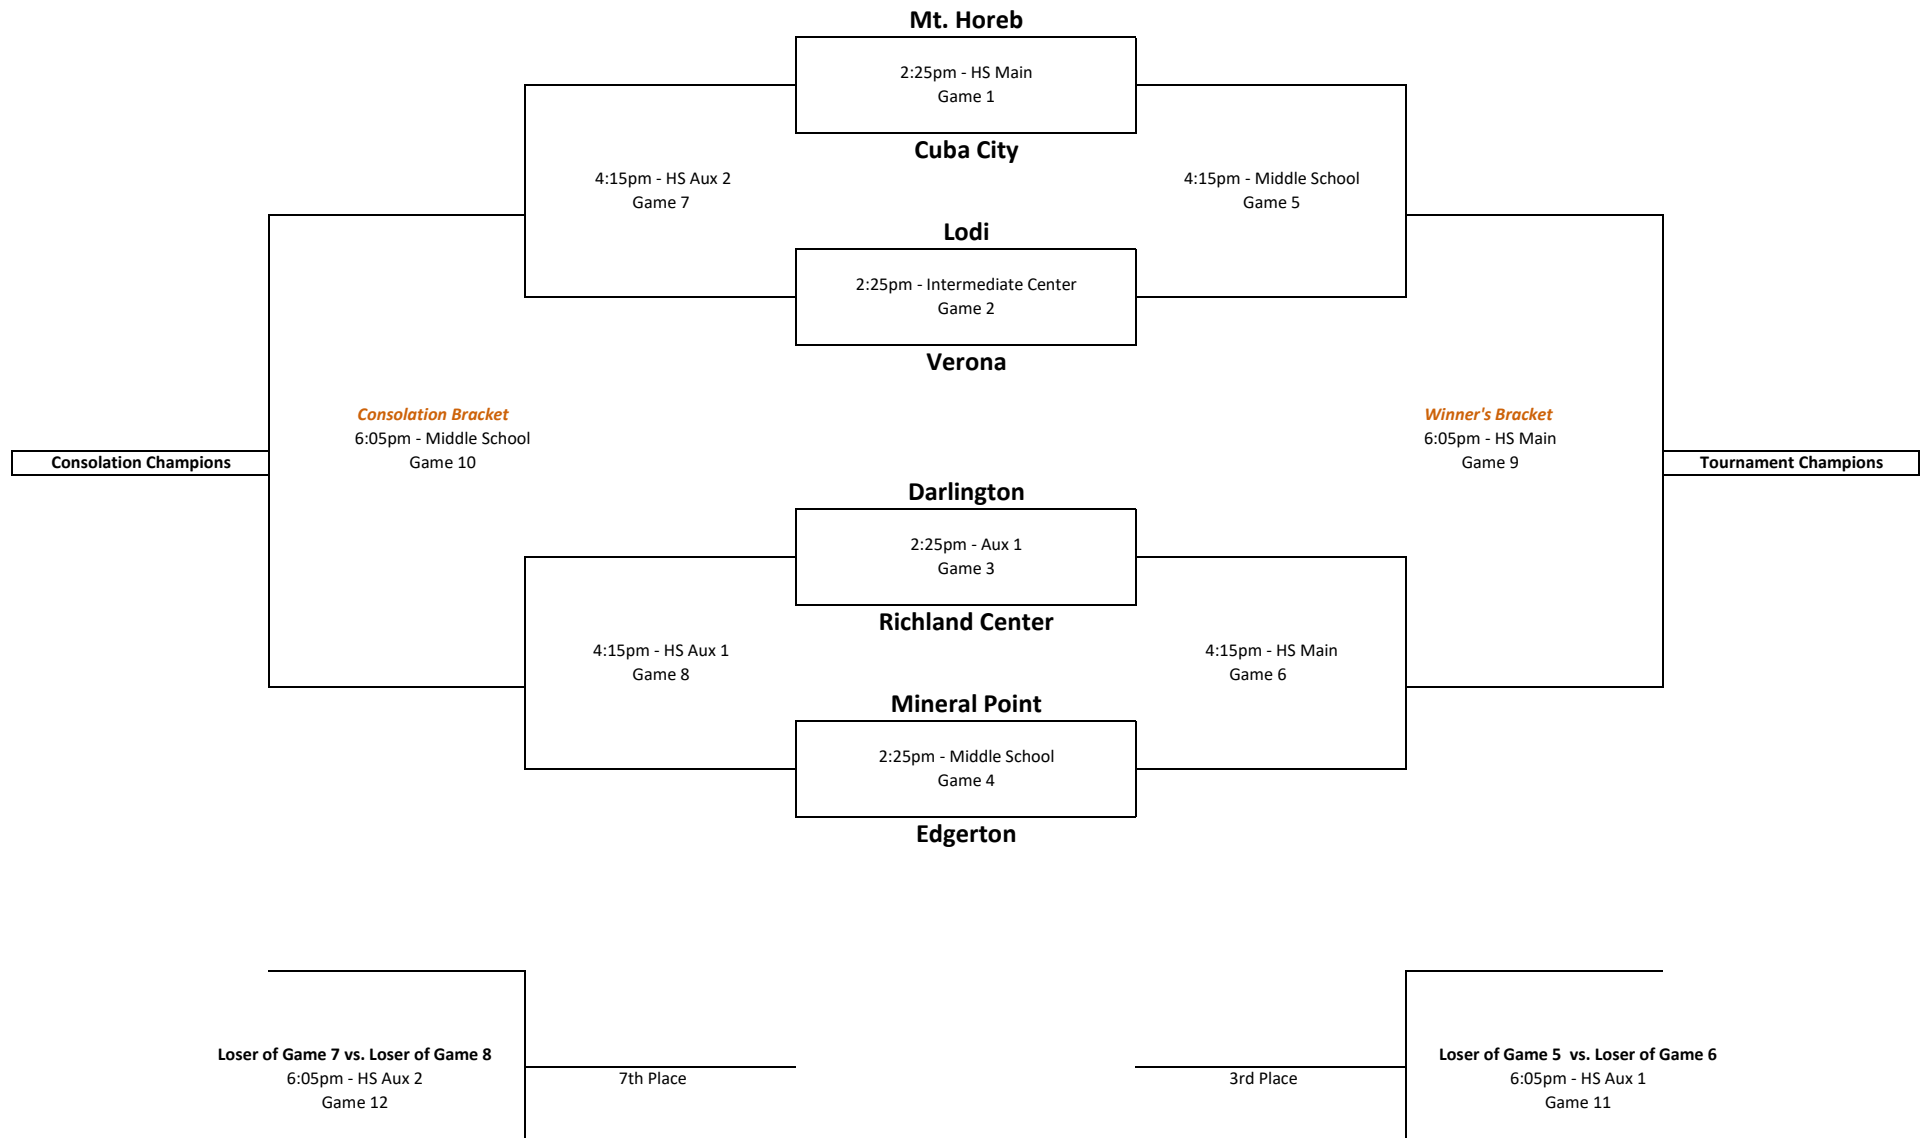 Mt. Horeb
2:25pm - HS Main
Game 1
Cuba City
4:15pm - HS Aux 2
Game 7
4:15pm - Middle School
Game 5
Lodi
2:25pm - Intermediate Center
Game 2
Verona
Consolation Bracket
6:05pm - Middle School
Game 10
Consolation Champions
Winner's Bracket
6:05pm - HS Main
Game 9
Tournament Champions
Darlington
2:25pm - Aux 1
Game 3
Richland Center
4:15pm - HS Aux 1
Game 8
4:15pm - HS Main
Game 6
Mineral Point
2:25pm - Middle School
Game 4
Edgerton
Loser of Game 7 vs. Loser of Game 8
6:05pm - HS Aux 2
Game 12
7th Place
3rd Place
Loser of Game 5  vs. Loser of Game 6
6:05pm - HS Aux 1
Game 11